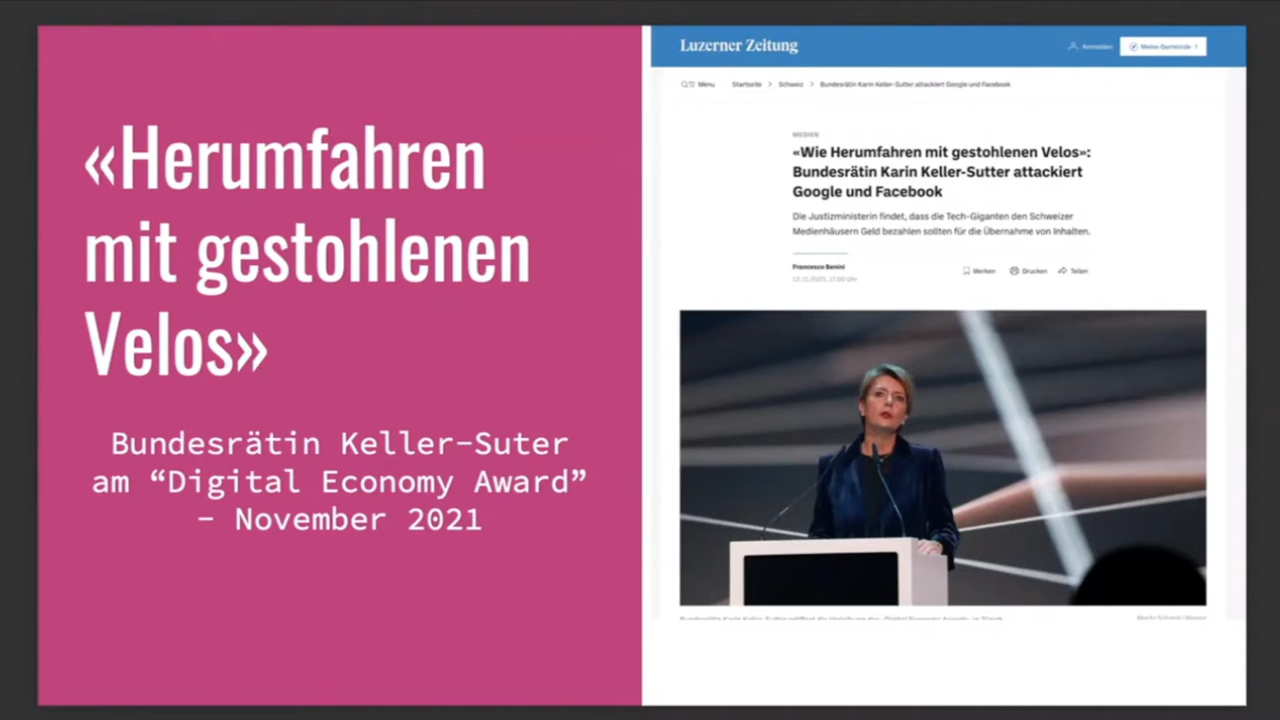 «Herumfahren
mit gestohlenen
Velos»
Bundesrätin Keller-Suter
am “Digital Economy Award”
- November 2021
Luzerner Zeitung
Anmelden
Meine Gemeinde
Menu
Startseite > Schweiz > Bundesrätin Karin Keller-Sutter attackiert Google und Facebook
MEDIEN
«Wie Herumfahren mit gestohlenen Velos»:
Bundesrätin Karin Keller-Sutter attackiert
Google und Facebook
Die Justizministerin findet, dass die Tech-Giganten den Schweizer
Medienhäusern Geld bezahlen sollten für die Übernahme von Inhalten.
Francesco Benini
Merken
Drucken
Teilen